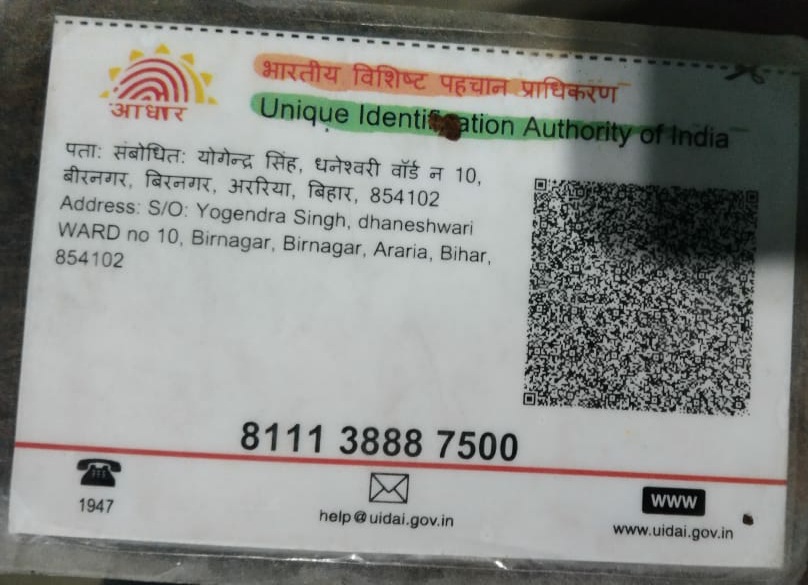 आधार
भारतीय विशिष्ट पहचान प्राधिकरण
Unique Identification Authority of India
पता: संबोधित: योगेन्द्र सिंह, धनेश्वरी वॉर्ड न 10,
बीरनगर, बिरनगर, अररिया, बिहार, 854102
Address: S/O: Yogendra Singh, dhaneshwari
WARD no 10, Birnagar, Birnagar, Araria, Bihar,
854102
8111 3888 7500
1947
help@uidai.gov.in
WWW
www.uidai.gov.in